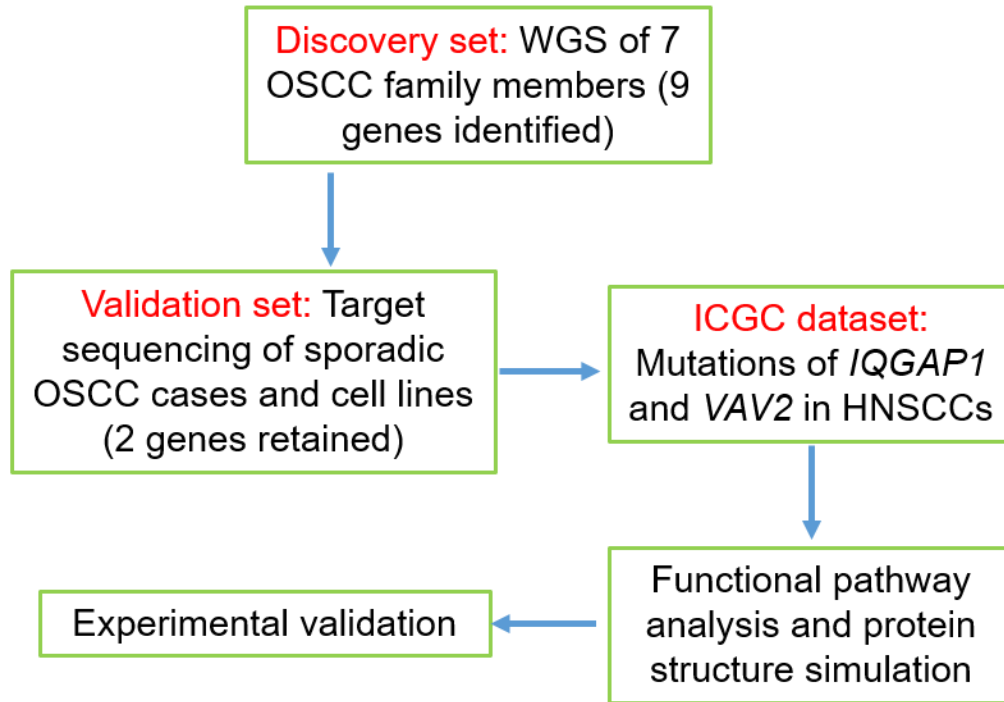 Discovery set: WGS of 7
OSCC family members (9
genes identified)
Validation set: Target
sequencing of sporadic
OSCC cases and cell lines
(2 genes retained)
ICGC dataset:
Mutations of IQGAP1
and VAV2 in HNSCCs
Functional pathway
analysis and protein
structure simulation
Experimental validation